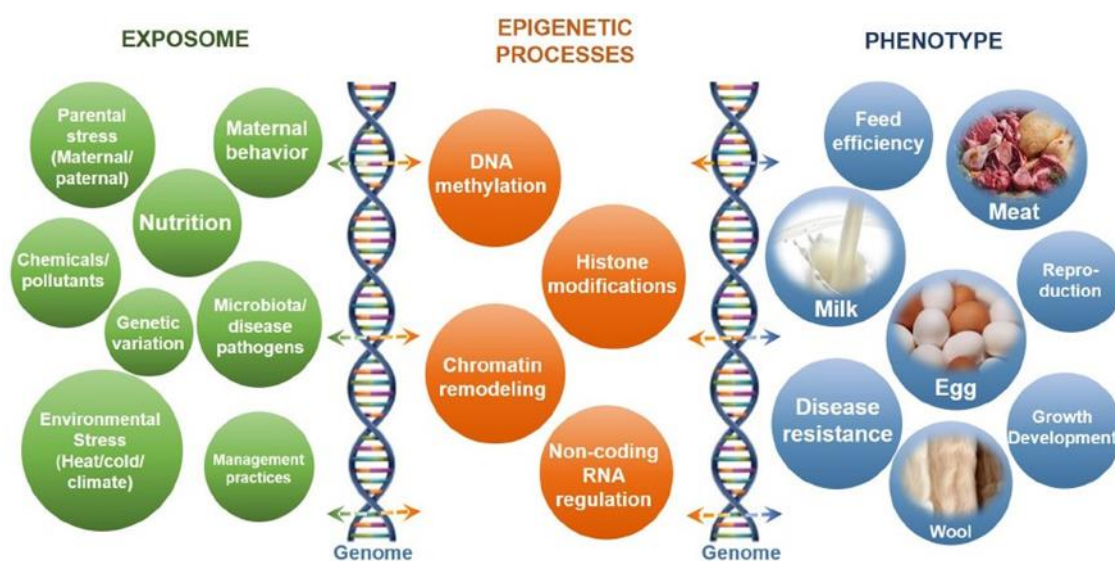 EXPOSOME
Parental
stress
(Maternal/
paternal)
Maternal
behavior
Nutrition
Chemicals/
pollutants
Genetic
variation
Microbiota/
disease
pathogens
Environmental
Stress
(Heat/cold/
climate)
Management
practices
Genome
EPIGENETIC
PROCESSES
DNA
methylation
Histone
modifications
Chromatin
remodeling
Non-coding
RNA
regulation
Genome
PHENOTYPE
Feed
efficiency
Meat
Milk
Repro-
duction
Egg
Disease
resistance
Growth
Development
Wool